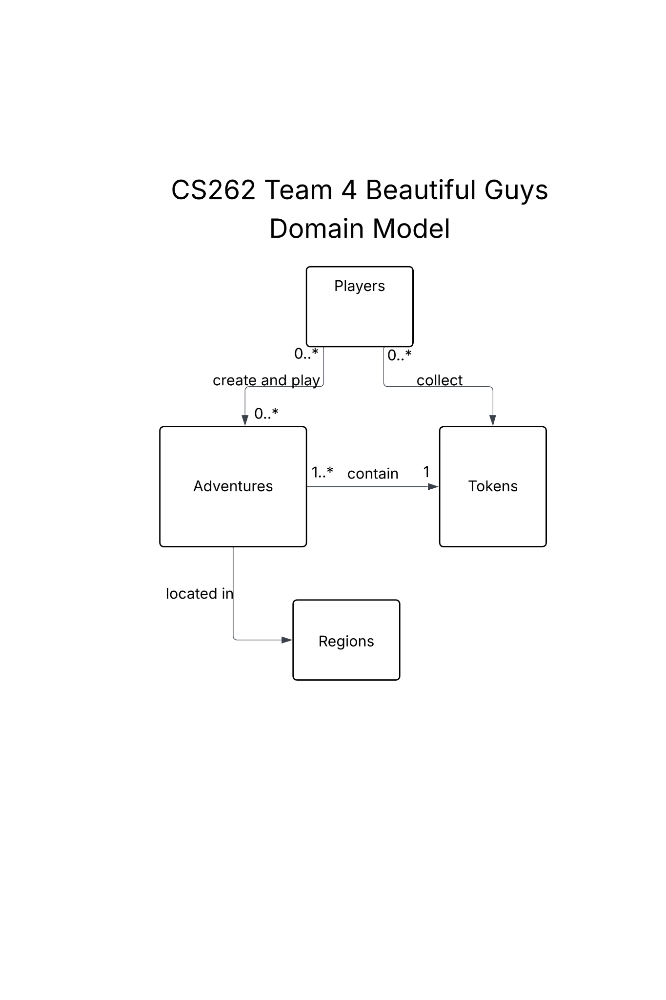 CS262 Team 4 Beautiful Guys
Domain Model
Players
0..*
0..*
create and play
collect
0..*
Adventures
1..*
contain
1
Tokens
located in
Regions